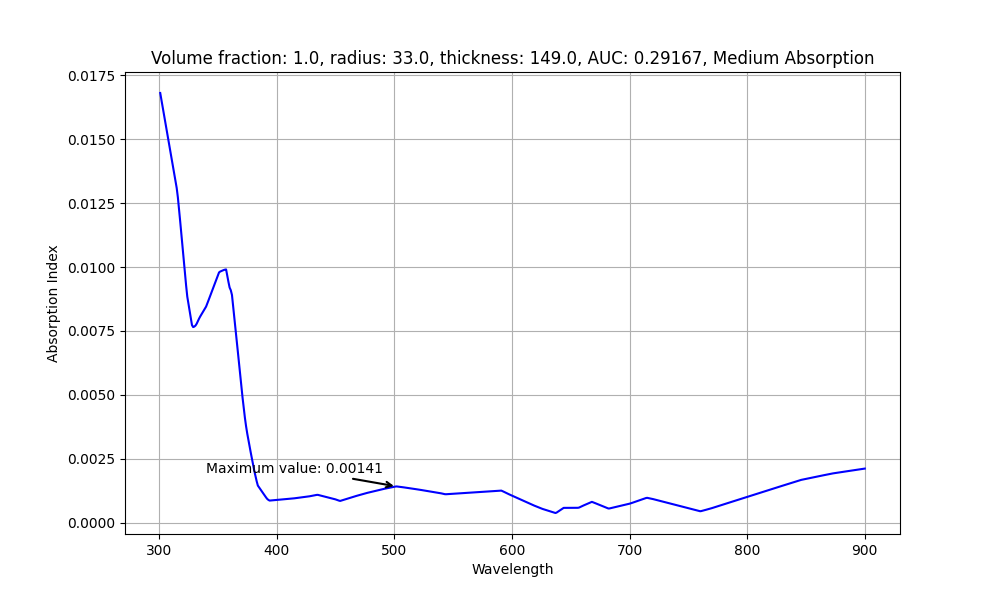 Volume fraction: 1.0, radius: 33.0, thickness: 149.0, AUC: 0.29167, Medium Absorption
0.0175
0.0150
0.0125
0.0100
0.0075
0.0050
0.0025
0.0000
Absorption Index
Maximum value: 0.00141
300 400 500 600 700 800 900
Wavelength